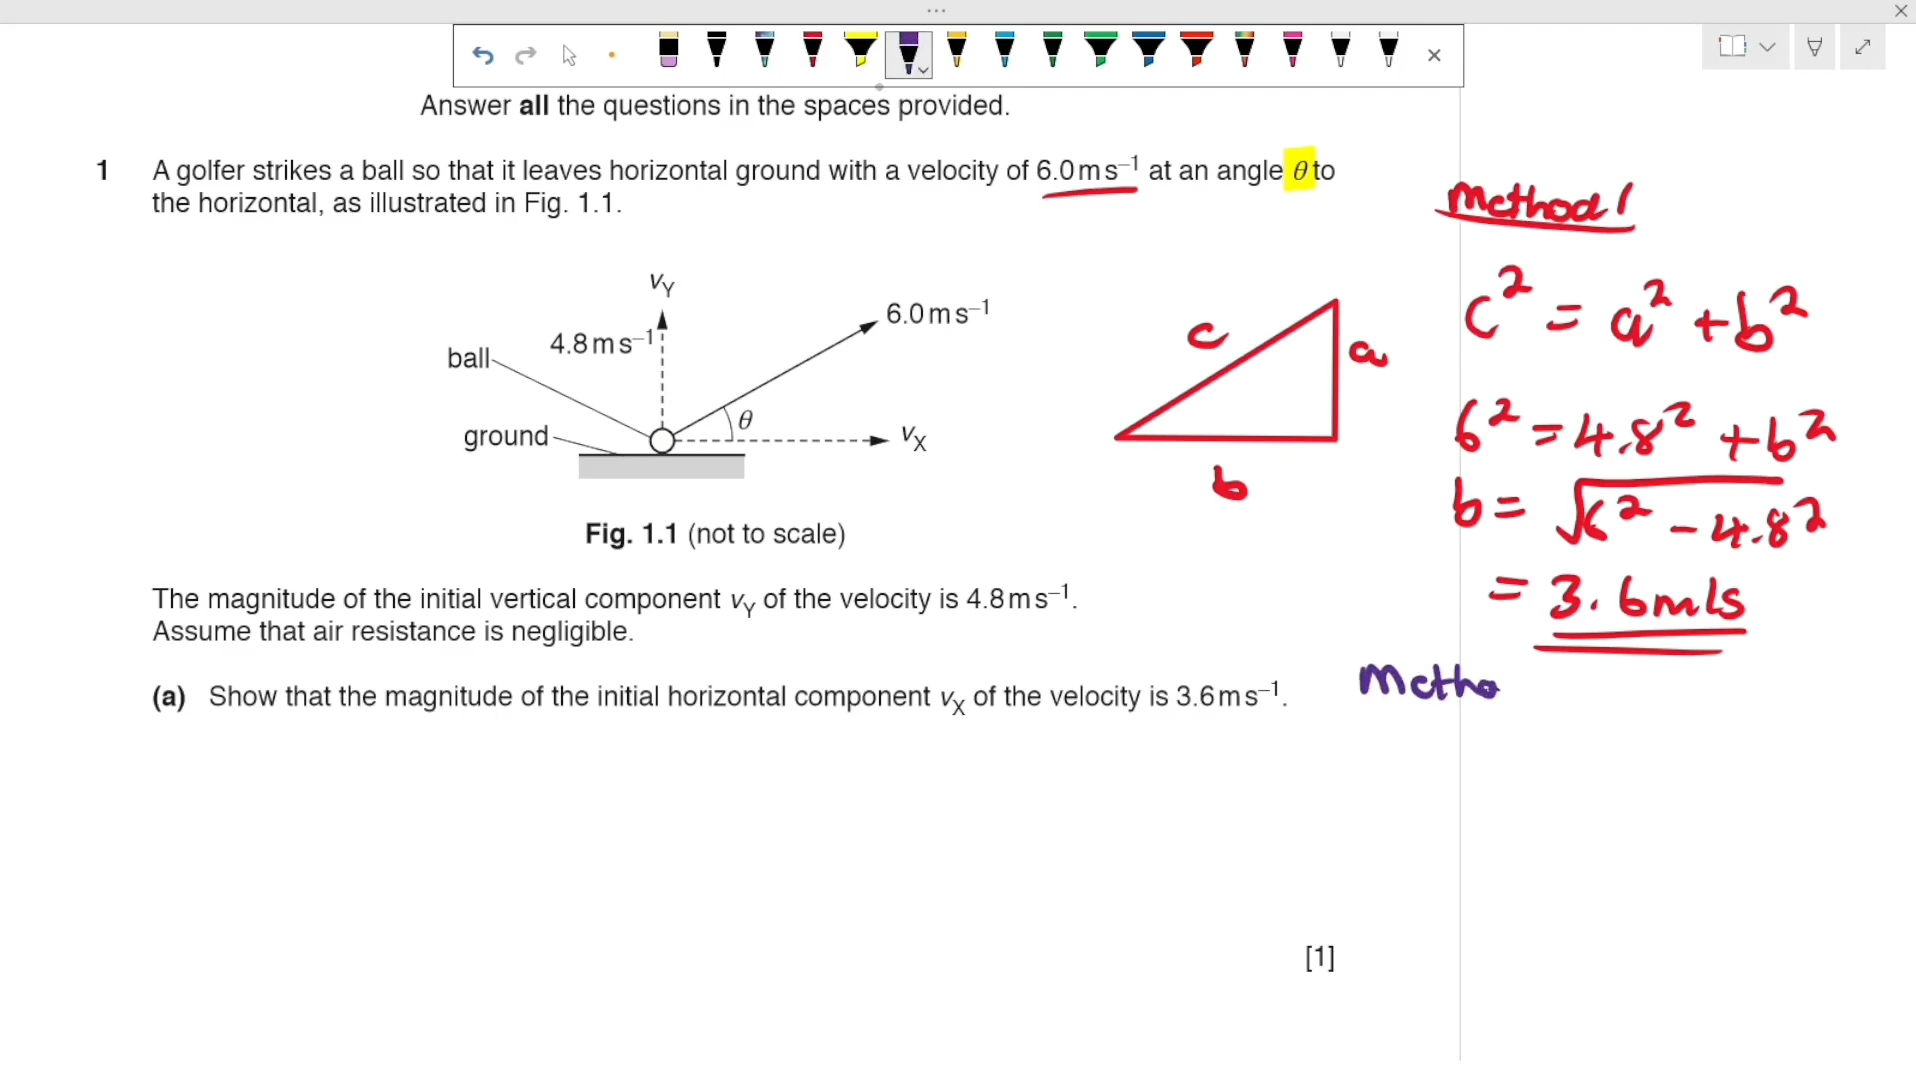 Answer all the questions in the spaces provided.
1 A golfer strikes a ball so that it leaves horizontal ground with a velocity of 6.0 m s⁻¹ at an angle θ to
the horizontal, as illustrated in Fig. 1.1.
v_Y
4.8 m s⁻¹
6.0 m s⁻¹
ball
θ
ground
v_X
Fig. 1.1 (not to scale)
c
a
b
The magnitude of the initial vertical component v_Y of the velocity is 4.8 m s⁻¹.
Assume that air resistance is negligible.
(a) Show that the magnitude of the initial horizontal component v_X of the velocity is 3.6 m s⁻¹.
[1]
Method 1
c² = a² + b²
6² = 4.8² + b²
b = √6² - 4.8²
= 3.6 m/s
Metho